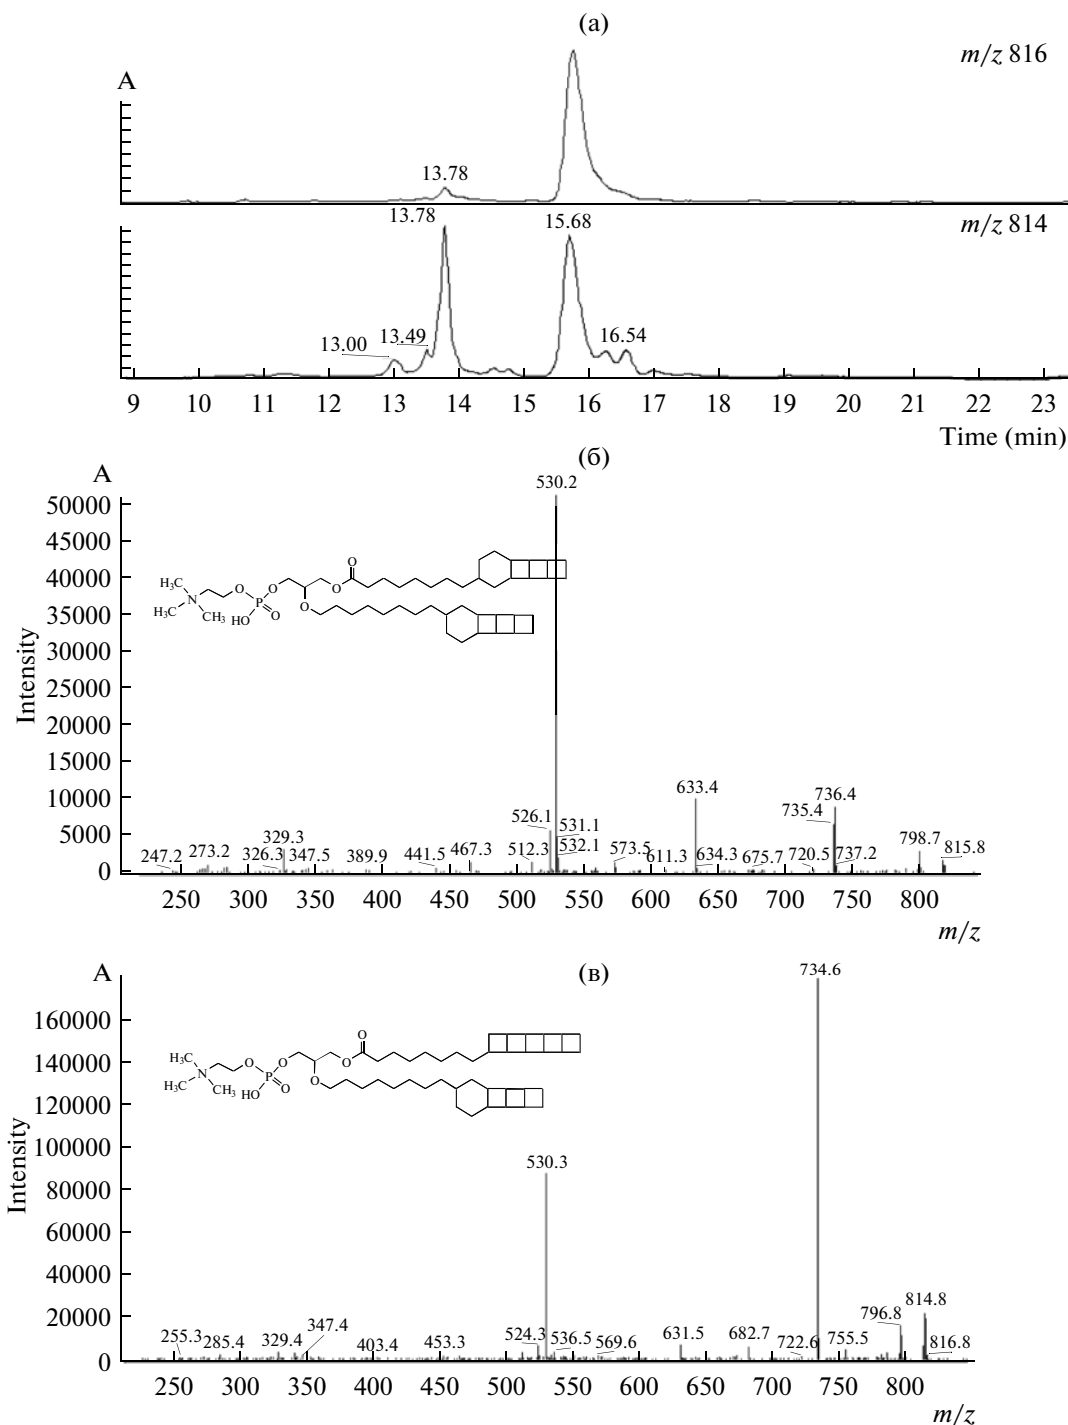 (а)
m/z 816
A
13.78
13.78
15.68
m/z 814
13.00
13.49
16.54
9 10 11 12 13 14 15 16 17 18 19 20 21 22 23
Time (min)
(б)
A
530.2
50000
45000
40000
35000
30000
25000
20000
15000
10000
5000
0
Intensity
O
H₃C
N
H₃C
CH₃
O
P
HO
O
O
O
O
633.4
736.4
735.4
526.1
531.1
532.1
329.3
247.2
273.2
326.3
347.5
389.9
441.5
467.3
512.3
573.5
611.3
634.3
675.7
720.5
737.2
798.7
815.8
250 300 350 400 450 500 550 600 650 700 750 800
m/z
(в)
A
734.6
160000
140000
120000
100000
80000
60000
40000
20000
0
Intensity
O
H₃C
N
H₃C
CH₃
O
P
HO
O
O
O
O
530.3
814.8
796.8
347.4
255.3
285.4
329.4
403.4
453.3
524.3
536.5
569.6
631.5
682.7
722.6
755.5
816.8
250 300 350 400 450 500 550 600 650 700 750 800
m/z